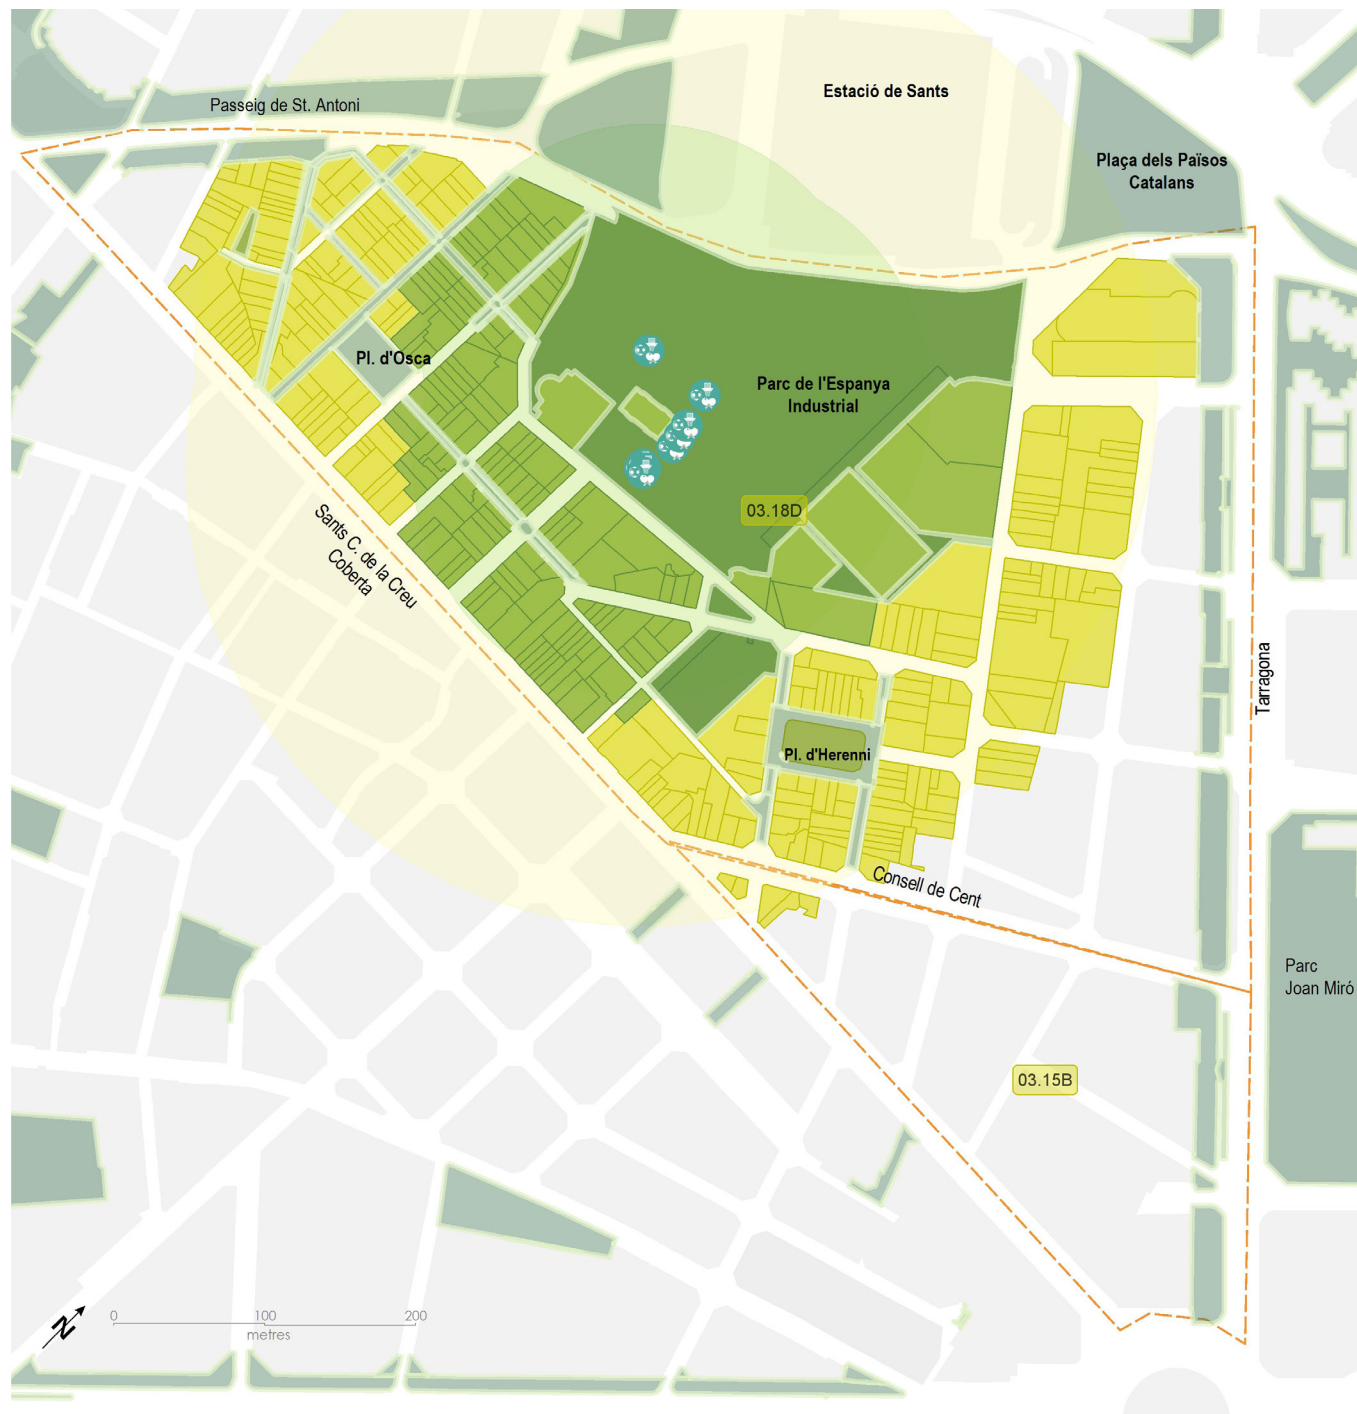 Estació de Sants
Passeig de St. Antoni
Plaça dels Països
Catalans
Pl. d'Osca
Parc de l'Espanya
Industrial
03.18D
Sants C. de la Creu
Coberta
Tarragona
Pl. d'Herenni
Consell de Cent
Parc
Joan Miró
03.15B
N
0 100 200
metres